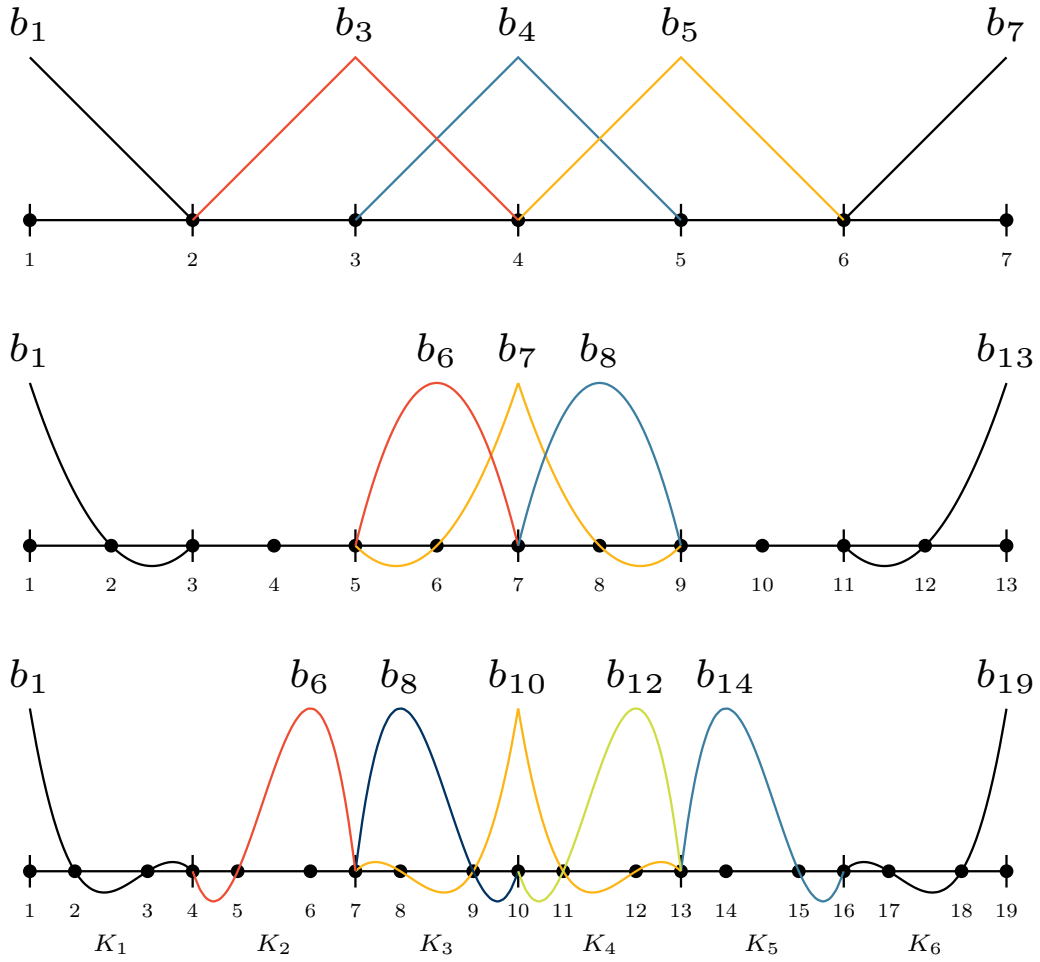 b₁ b₃ b₄ b₅ b₇
1 2 3 4 5 6 7
b₁ b₆ b₇ b₈ b₁₃
1 2 3 4 5 6 7 8 9 10 11 12 13
b₁ b₆ b₈ b₁₀ b₁₂ b₁₄ b₁₉
1 2 3 4 5 6 7 8 9 10 11 12 13 14 15 16 17 18 19
K₁ K₂ K₃ K₄ K₅ K₆